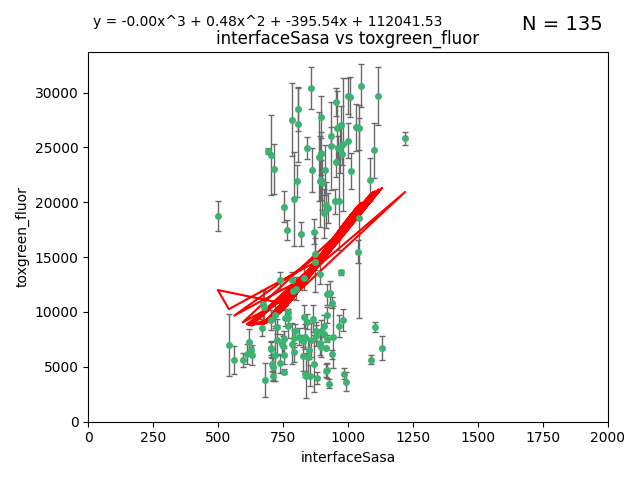 y = -0.00x^3 + 0.48x^2 + -395.54x + 112041.53
N = 135
interfaceSasa vs toxgreen_fluor
30000
25000
20000
15000
10000
5000
0
toxgreen_fluor
0 250 500 750 1000 1250 1500 1750 2000
interfaceSasa